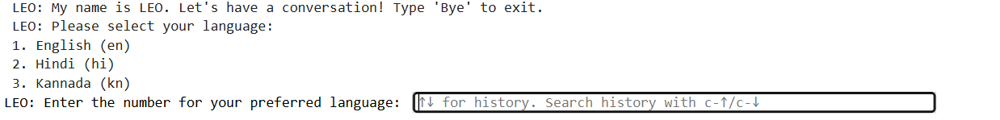 LEO: My name is LEO. Let's have a conversation! Type 'Bye' to exit.
LEO: Please select your language:
1. English (en)
2. Hindi (hi)
3. Kannada (kn)
LEO: Enter the number for your preferred language: ↑↓ for history. Search history with c-↑/c-↓